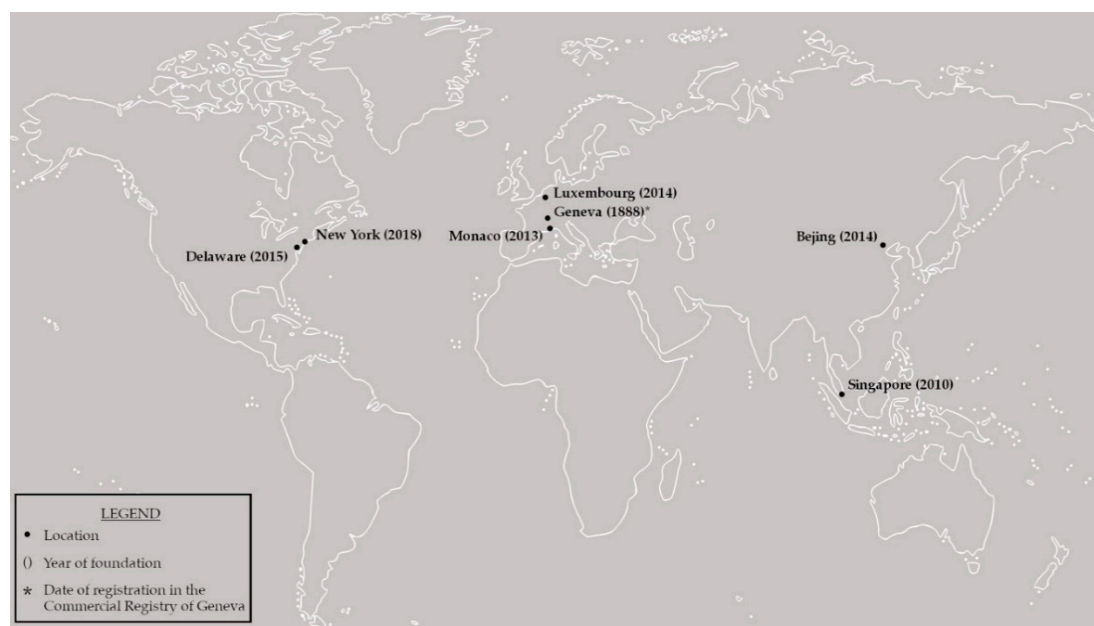 Luxembourg (2014)
Geneva (1888)*
New York (2018)
Monaco (2013)
Bejing (2014)
Delaware (2015)
Singapore (2010)
LEGEND
● Location
() Year of foundation
* Date of registration in the
Commercial Registry of Geneva